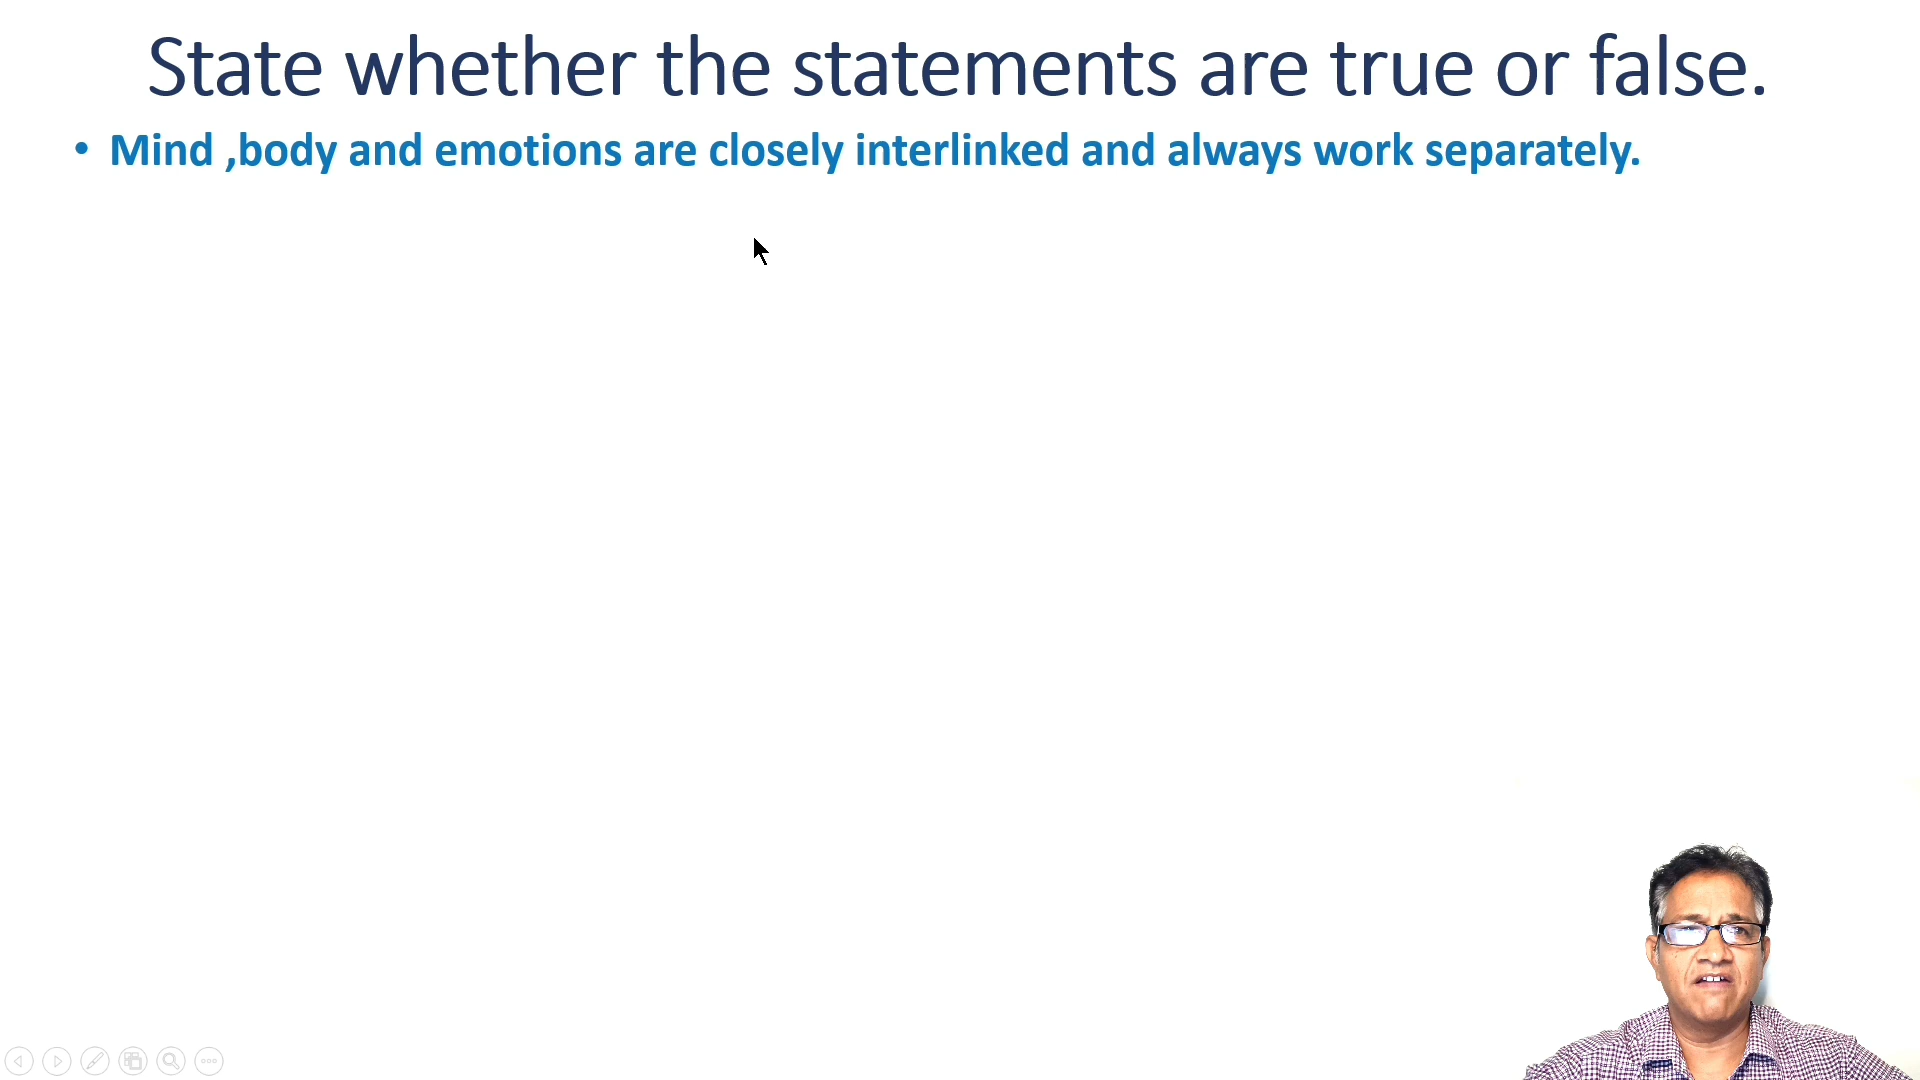 State whether the statements are true or false.
• Mind ,body and emotions are closely interlinked and always work separately.